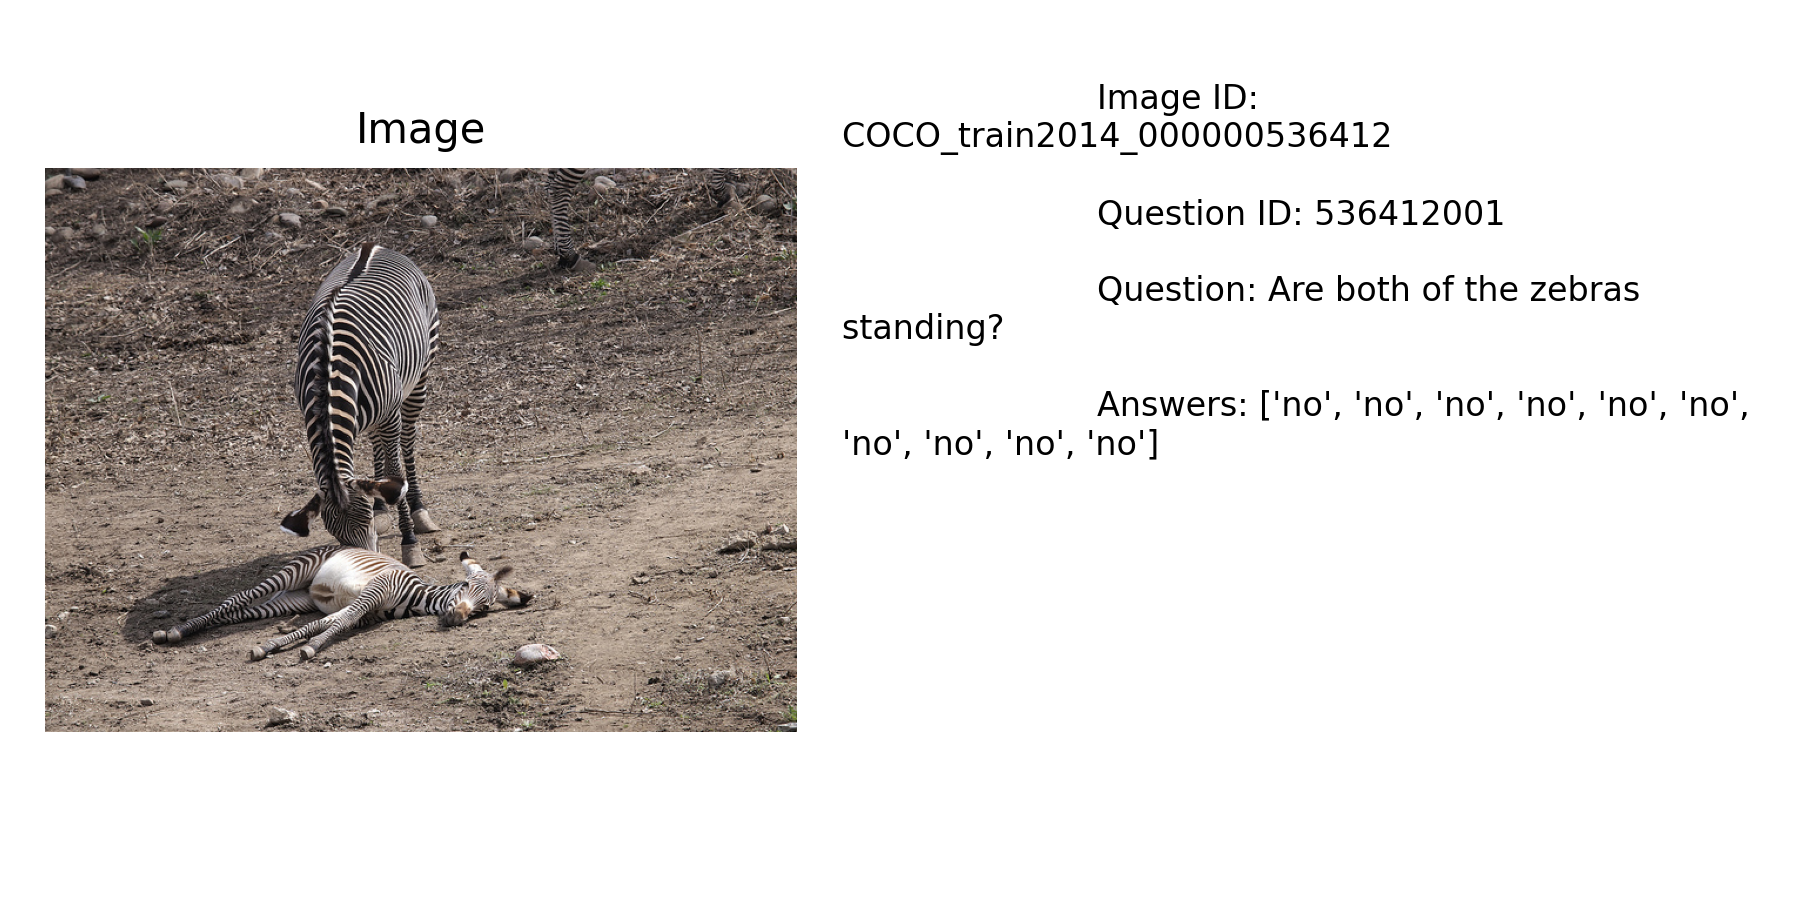 Image
Image ID:
COCO_train2014_000000536412
Question ID: 536412001
Question: Are both of the zebras
standing?
Answers: ['no', 'no', 'no', 'no', 'no', 'no',
'no', 'no', 'no', 'no']